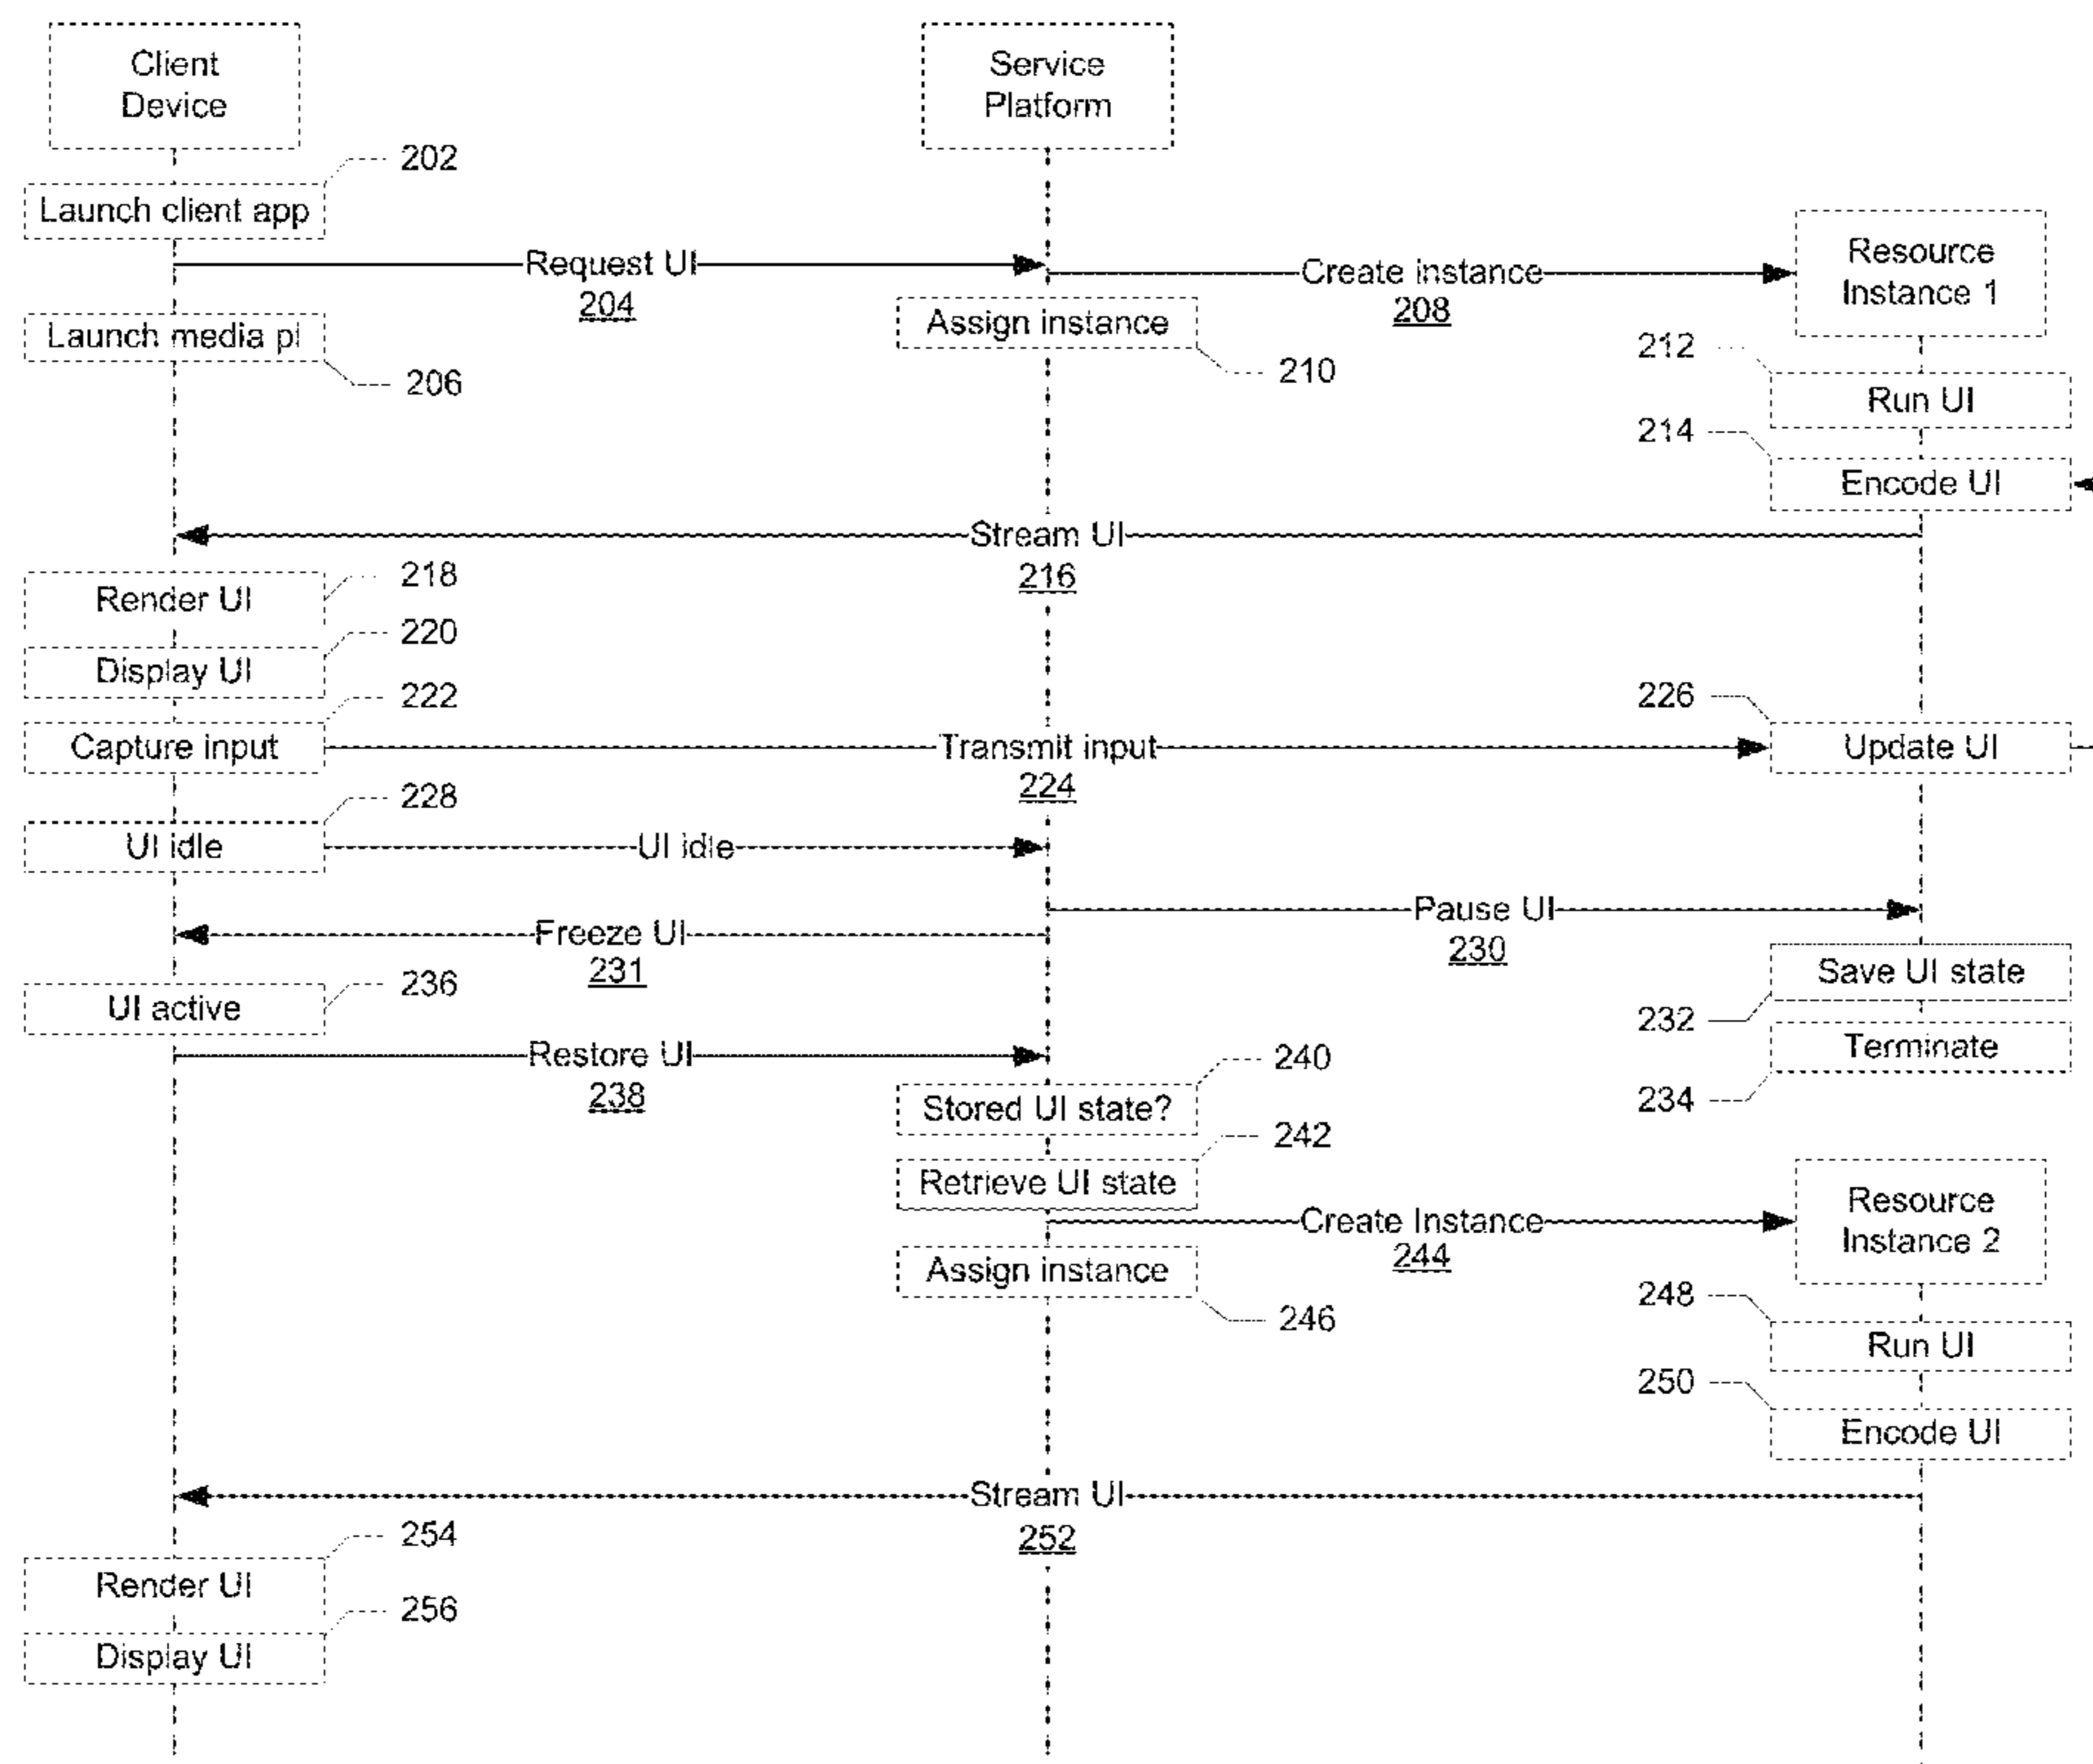 Client
Device
Service
Platform
202
Launch client app
Request UI
204
Create instance
208
Resource
Instance 1
Launch media pl
206
Assign instance
210
212
Run UI
214
Encode UI
Stream UI
216
218
Render UI
220
Display UI
222
Capture input
Transmit input
224
226
Update UI
228
UI idle
UI idle
Pause UI
230
Freeze UI
231
Save UI state
232
236
UI active
Terminate
234
Restore UI
238
240
Stored UI state?
242
Retrieve UI state
Create Instance
244
Resource
Instance 2
Assign instance
246
248
Run UI
250
Encode UI
Stream UI
252
254
Render UI
256
Display UI